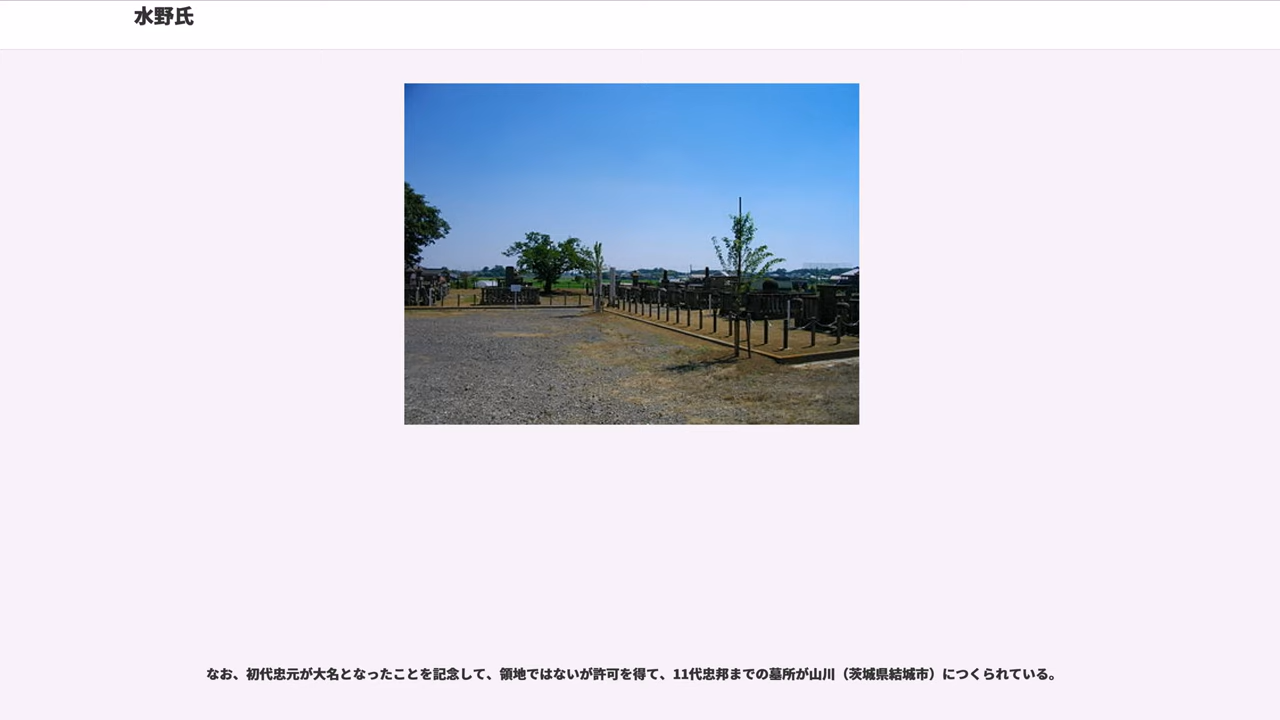 水野氏
なお、初代忠元が大名となったことを記念して、領地ではないが許可を得て、11代忠邦までの墓所が山川（茨城県結城市）につくられている。